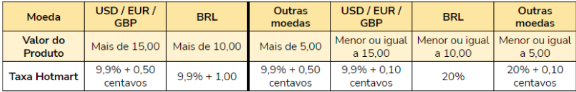 Moeda USD / EUR / GBP BRL Outras moedas USD / EUR / GBP BRL Outras moedas
Valor do Produto Mais de 15,00 Mais de 10,00 Mais de 5,00 Menor ou igual a 15,00 Menor ou igual a 10,00 Menor ou igual a 5,00
Taxa Hotmart 9,9% + 0,50 centavos 9,9% + 1,00 9,9% + 0,50 centavos 9,9% + 0,10 centavos 20% 20% + 0,10 centavos